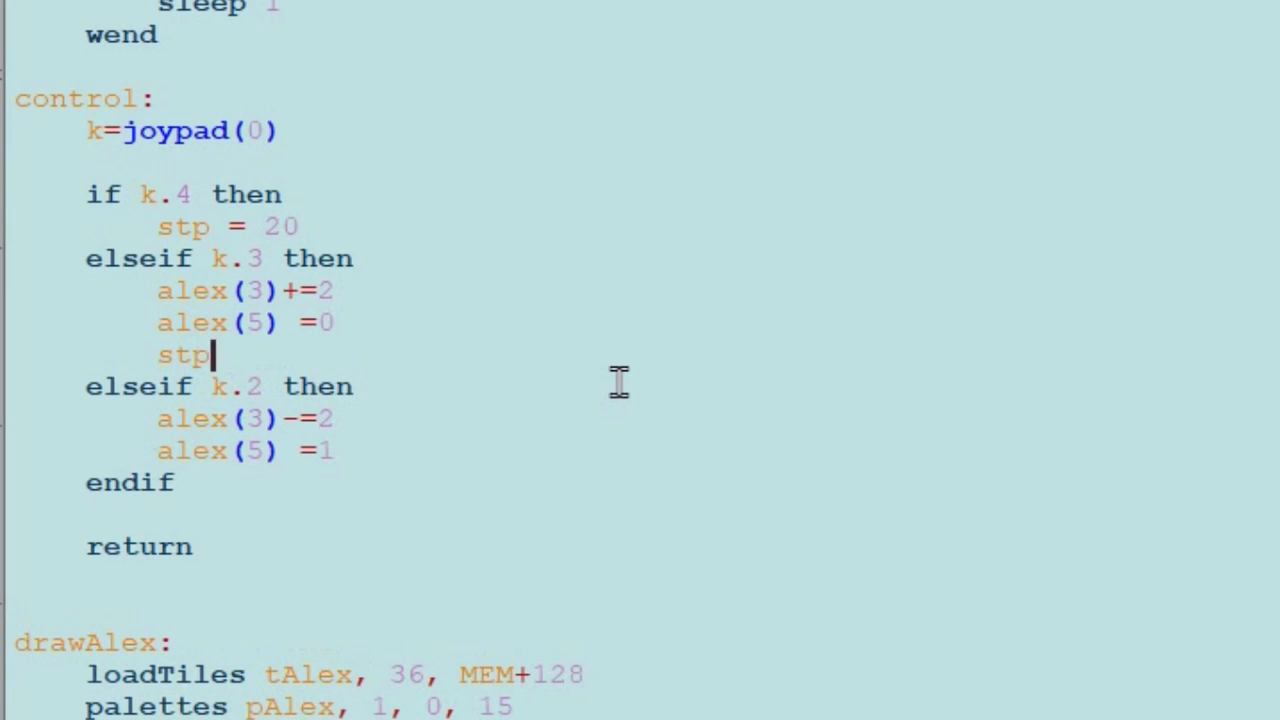 sleep 1
wend
control:
k=joypad(0)
if k.4 then
stp = 20
elseif k.3 then
alex(3)+=2
alex(5) =0
stp
elseif k.2 then
alex(3)-=2
alex(5) =1
endif
return
drawAlex:
loadTiles tAlex, 36, MEM+128
palettes pAlex, 1, 0, 15